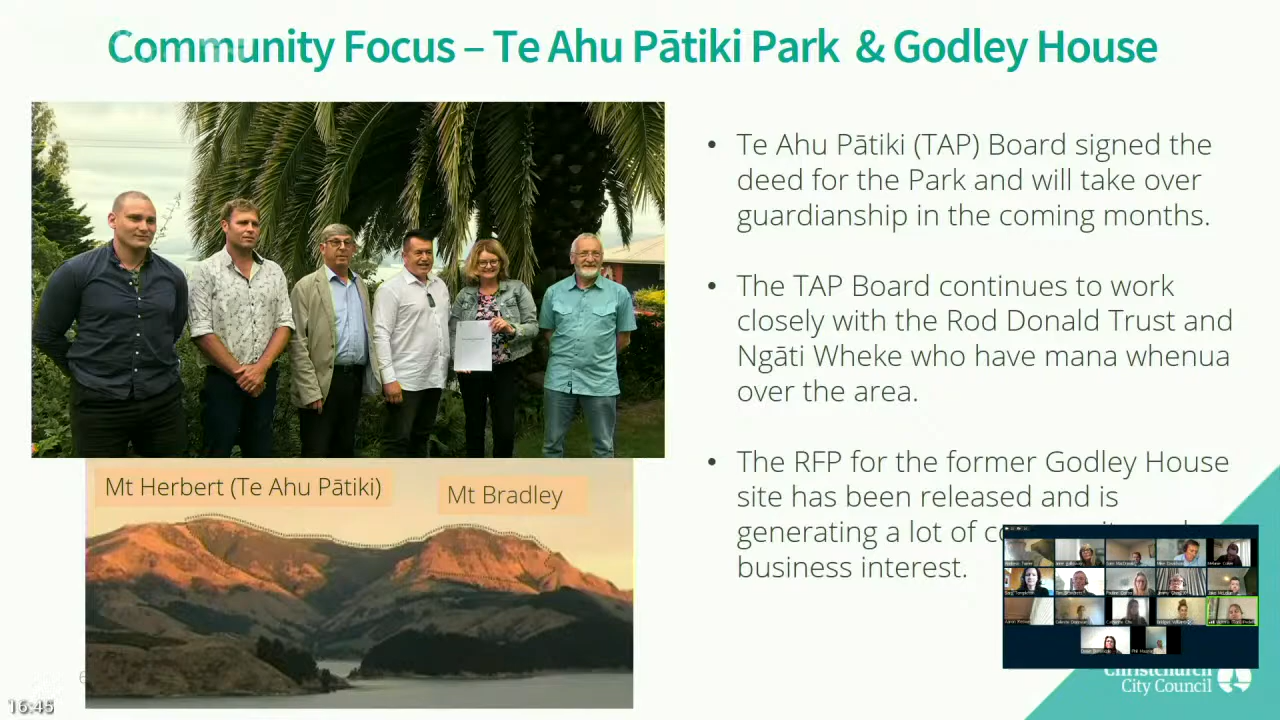 Community Focus – Te Ahu Pātiki Park & Godley House
• Te Ahu Pātiki (TAP) Board signed the
deed for the Park and will take over
guardianship in the coming months.
• The TAP Board continues to work
closely with the Rod Donald Trust and
Ngāti Wheke who have mana whenua
over the area.
• The RFP for the former Godley House
site has been released and is
generating a lot of
business interest.
Mt Herbert (Te Ahu Pātiki)
Mt Bradley
Christchurch
City Council
16:45